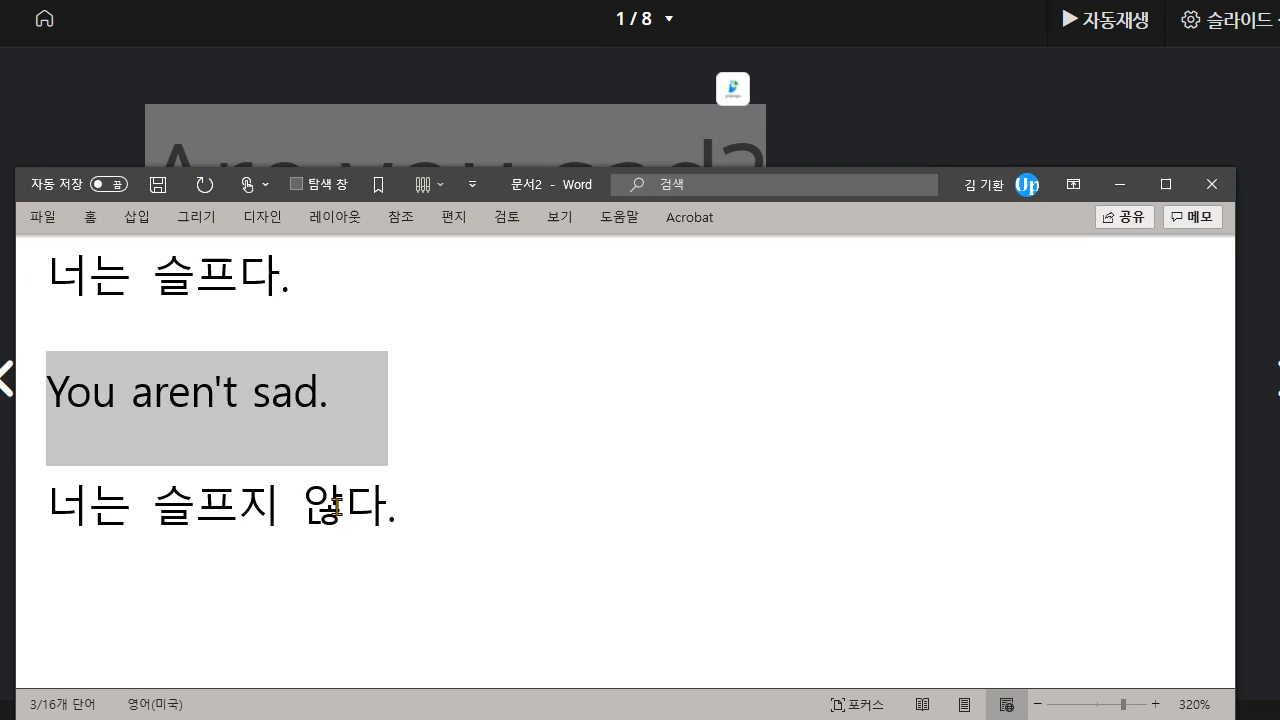 1 / 8
자동재생
슬라이드
Are you sad?
자동 저장
끔
탐색 창
문서2 - Word
검색
김 기환
Up
파일 홈 삽입 그리기 디자인 레이아웃 참조 편지 검토 보기 도움말 Acrobat
공유
메모
너는 슬프다.
You aren't sad.
너는 슬프지 않다.
3/16개 단어
영어(미국)
포커스
320%